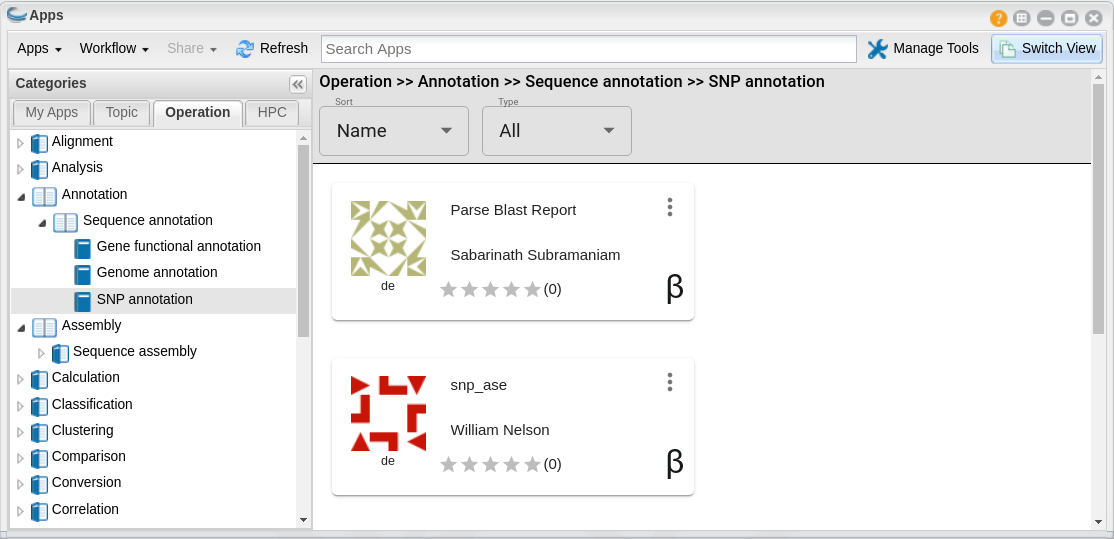 Apps
?
Apps Workflow Share Refresh Search Apps Manage Tools Switch View
Categories
My Apps Topic Operation HPC
Alignment
Analysis
Annotation
Sequence annotation
Gene functional annotation
Genome annotation
SNP annotation
Assembly
Sequence assembly
Calculation
Classification
Clustering
Comparison
Conversion
Correlation
Operation >> Annotation >> Sequence annotation >> SNP annotation
Sort Type
Name All
Parse Blast Report
Sabarinath Subramaniam
de
(0)
β
snp_ase
William Nelson
de
(0)
β